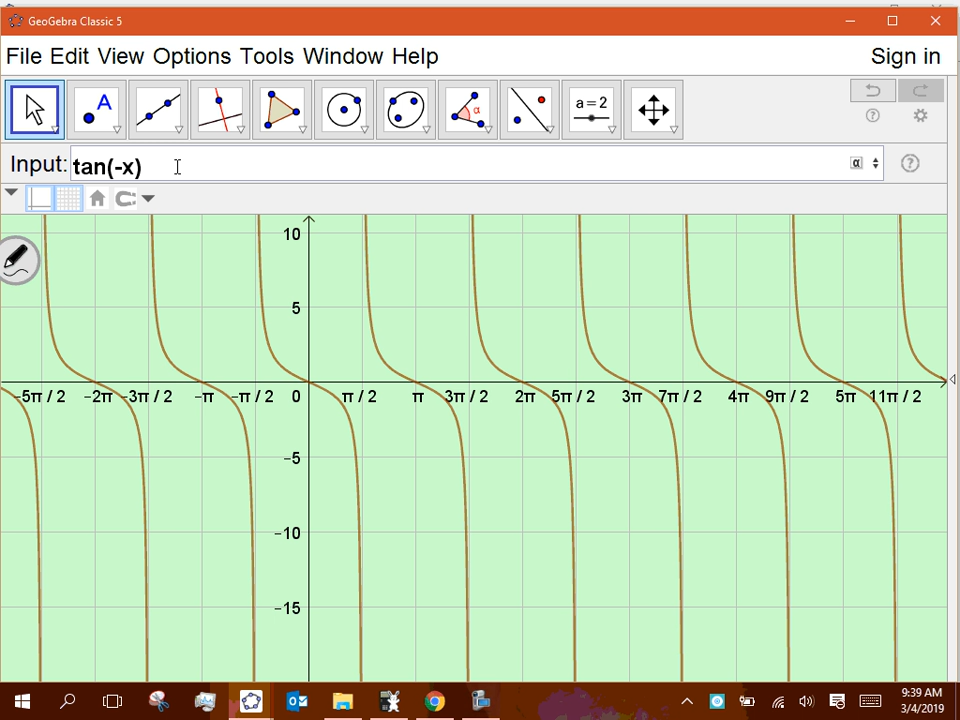 GeoGebra Classic 5
File Edit View Options Tools Window Help Sign in
A α a = 2
Input: tan(-x) α
10
5
−5π / 2 −2π −3π / 2 −π −π / 2 0 π / 2 π 3π / 2 2π 5π / 2 3π 7π / 2 4π 9π / 2 5π 11π / 2
−5
−10
−15
9:39 AM
3/4/2019